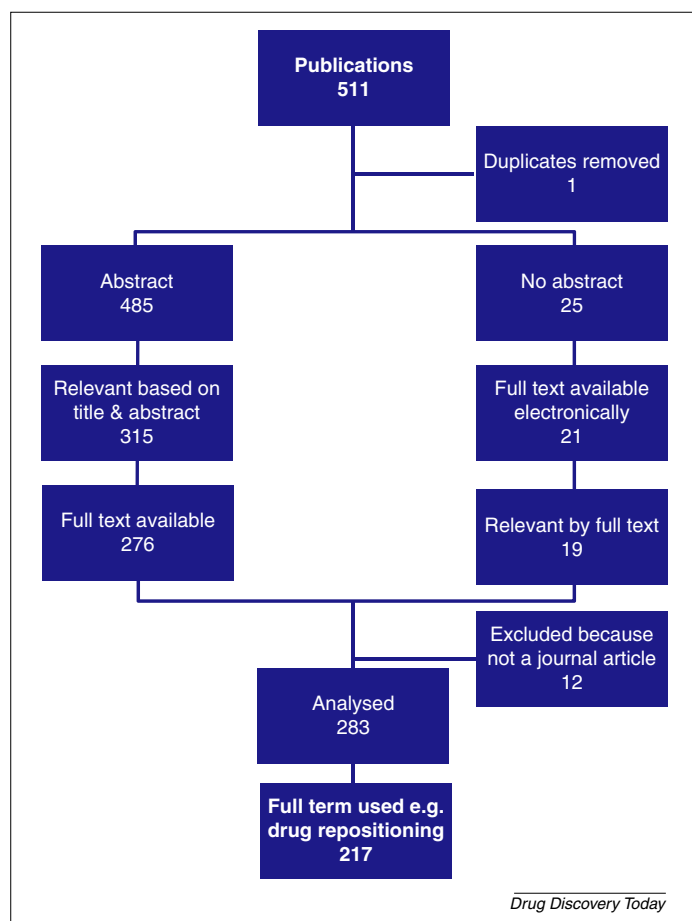 Publications
511
Duplicates removed
1
Abstract
485
No abstract
25
Relevant based on
title & abstract
315
Full text available
electronically
21
Full text available
276
Relevant by full text
19
Excluded because
not a journal article
12
Analysed
283
Full term used e.g.
drug repositioning
217
Drug Discovery Today